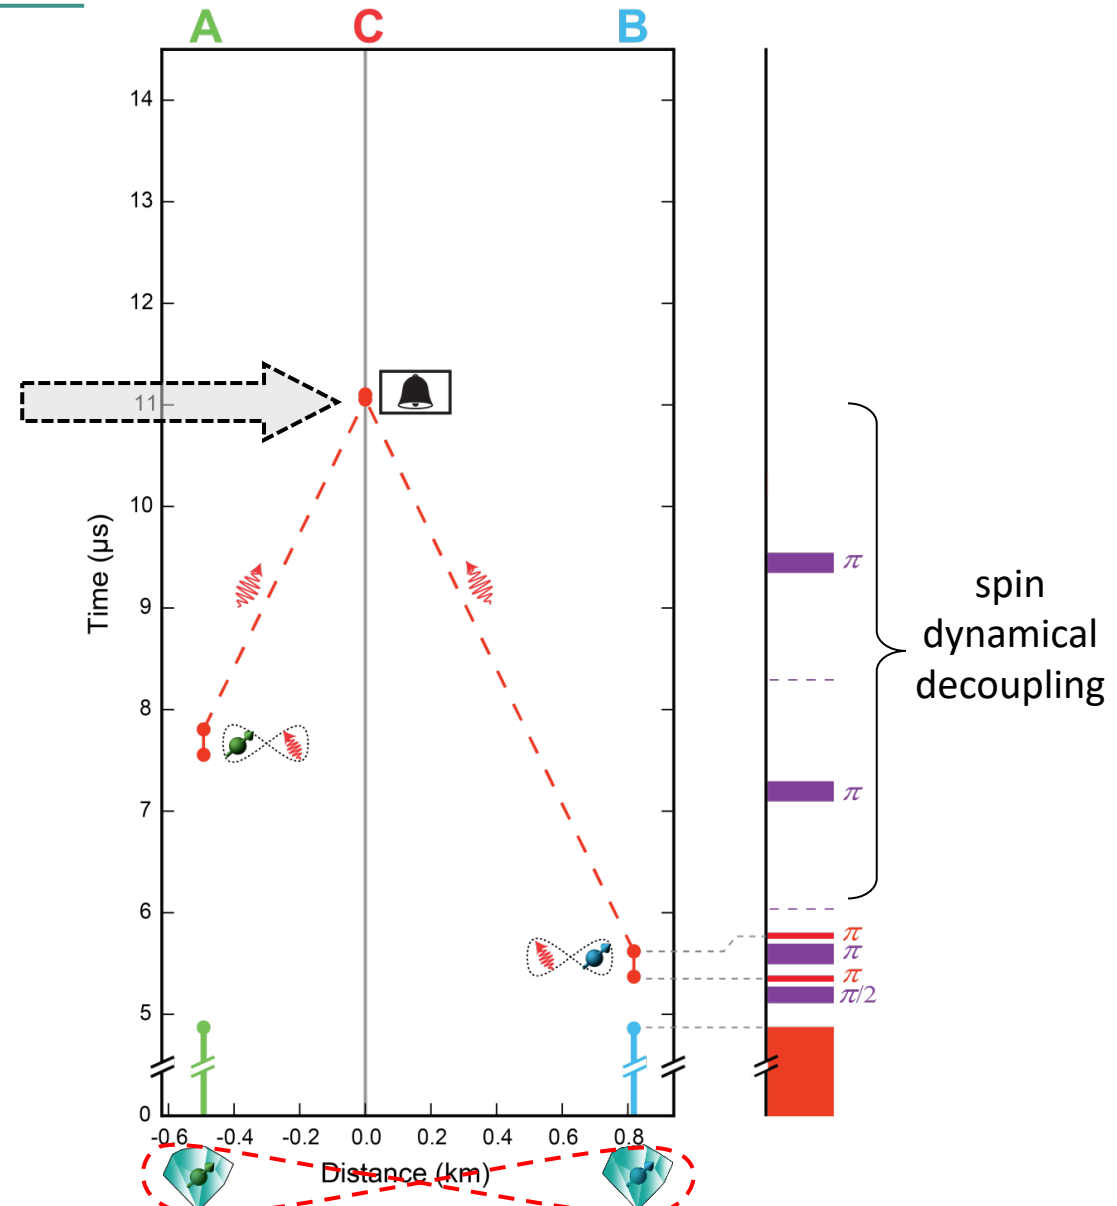 A C B
14
13
12
11
10
9
8
7
6
5
0
Time (μs)
-0.6 -0.4 -0.2 0.0 0.2 0.4 0.6 0.8
Distance (km)
π
π
π
π
π
π/2
spin
dynamical
decoupling